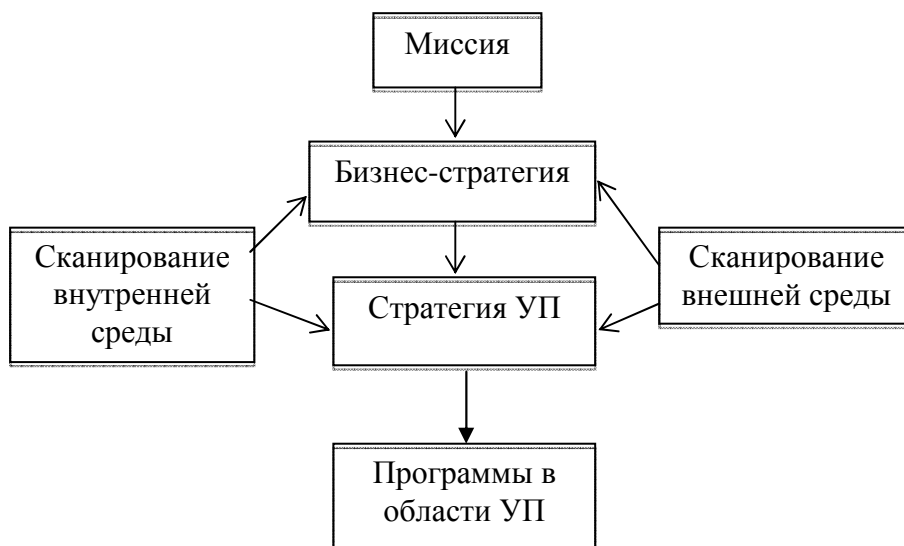 Миссия
Бизнес-стратегия
Сканирование
внутренней
среды
Стратегия УП
Сканирование
внешней среды
Программы в
области УП